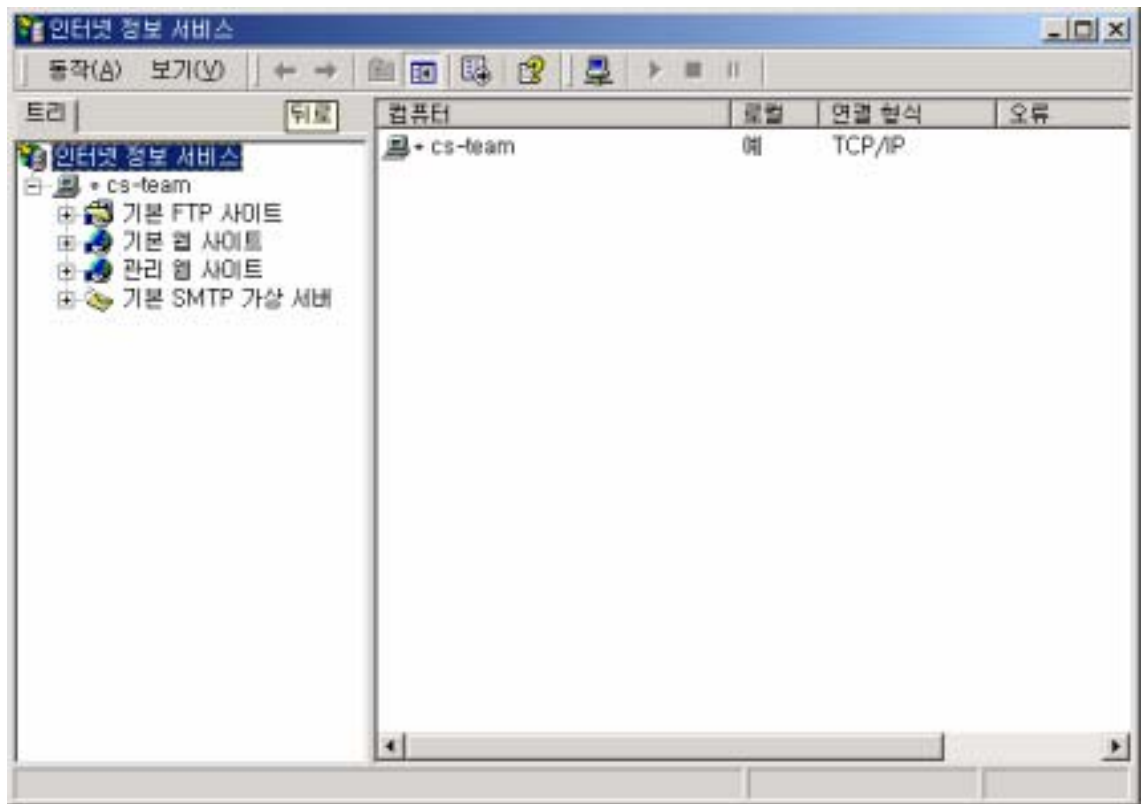 인터넷 정보 서비스
동작(A) 보기(V)
트리 뒤로
컴퓨터 로컬 연결 형식 오류
인터넷 정보 서비스
* cs-team
기본 FTP 사이트
기본 웹 사이트
관리 웹 사이트
기본 SMTP 가상 서버
* cs-team 예 TCP/IP